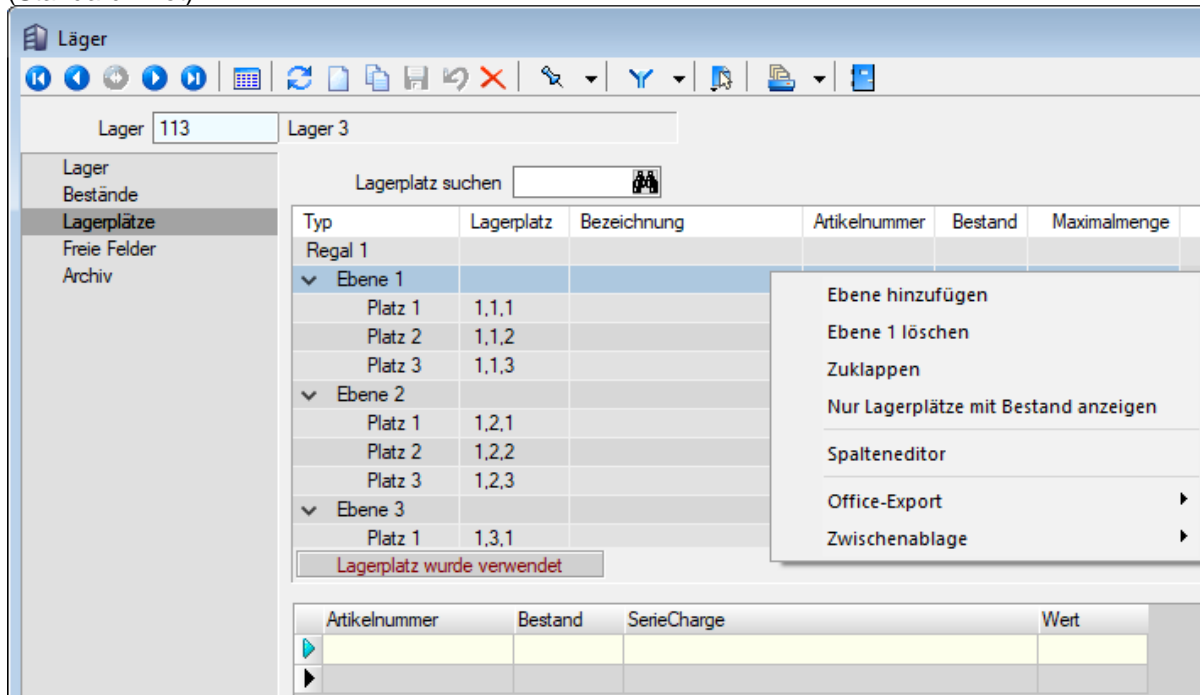 Läger
Lager 113 Lager 3
Lager
Bestände
Lagerplätze
Freie Felder
Archiv
Lagerplatz suchen
Typ Lagerplatz Bezeichnung Artikelnummer Bestand Maximalmenge
Regal 1
Ebene 1
Platz 1 1,1,1
Platz 2 1,1,2
Platz 3 1,1,3
Ebene 2
Platz 1 1,2,1
Platz 2 1,2,2
Platz 3 1,2,3
Ebene 3
Platz 1 1,3,1
Lagerplatz wurde verwendet
Ebene hinzufügen
Ebene 1 löschen
Zuklappen
Nur Lagerplätze mit Bestand anzeigen
Spalteneditor
Office-Export
Zwischenablage
Artikelnummer Bestand SerieCharge Wert